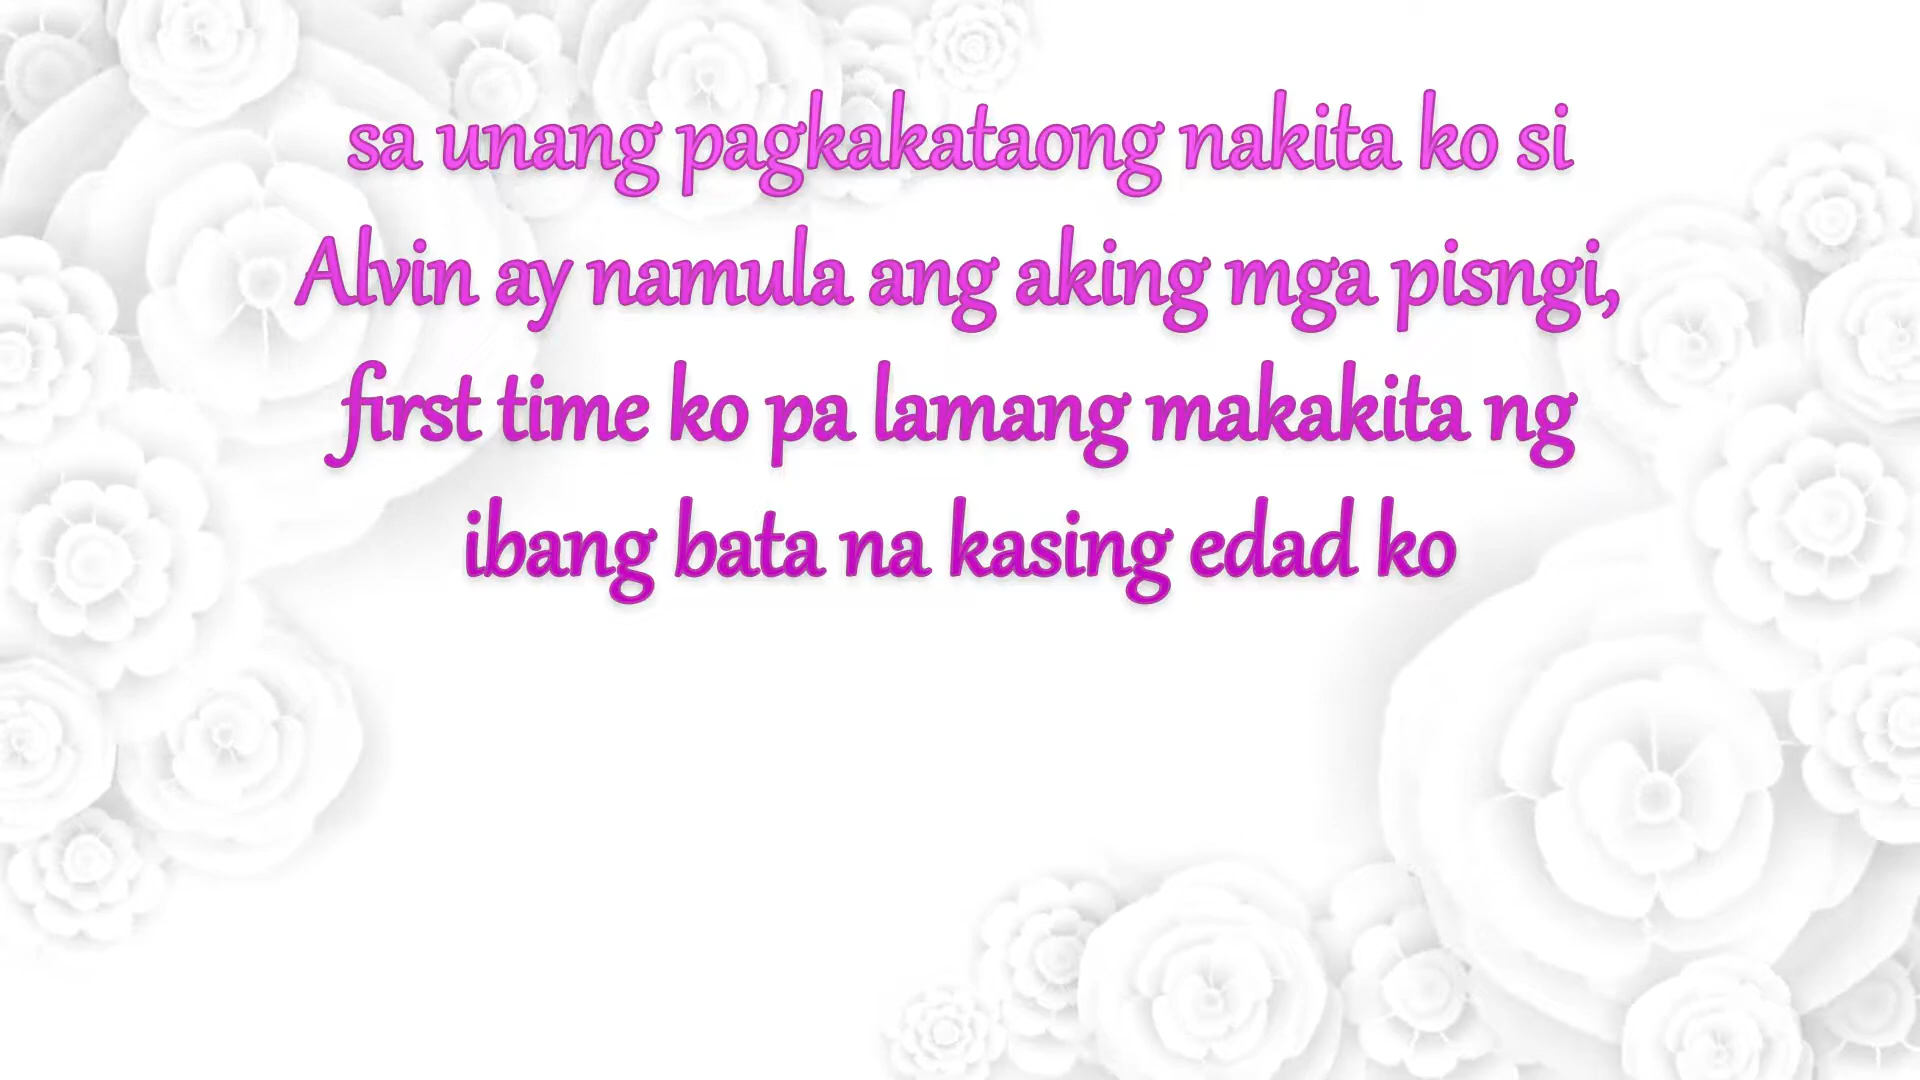 sa unang pagkakataong nakita ko si
Alvin ay namula ang aking mga pisngi,
first time ko pa lamang makakita ng
ibang bata na kasing edad ko